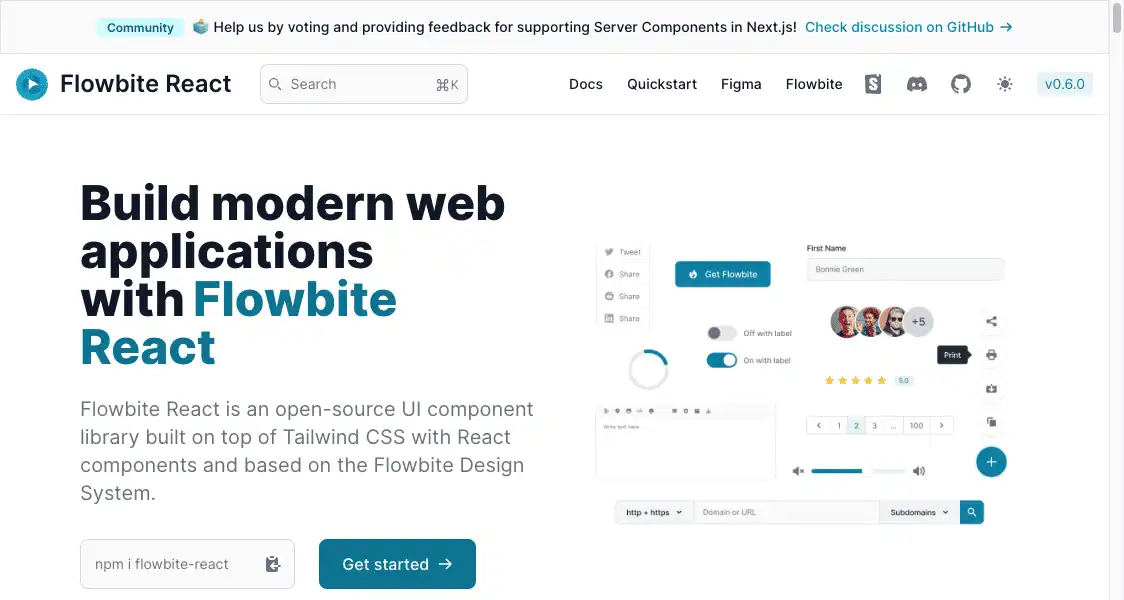 Community Help us by voting and providing feedback for supporting Server Components in Next.js! Check discussion on GitHub →
Flowbite React
Search ⌘K
Docs Quickstart Figma Flowbite v0.6.0
Build modern web
applications
with Flowbite
React
Flowbite React is an open-source UI component
library built on top of Tailwind CSS with React
components and based on the Flowbite Design
System.
npm i flowbite-react
Get started →
Tweet
Share
Share
Share
Get Flowbite
Off with label
On with label
Write text here...
First Name
Bonnie Green
+5
Print
5.0
1 2 3 ... 100
http + https
Domain or URL
Subdomains